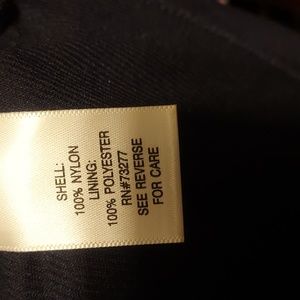 SHELL:
100% NYLON
LINING:
100% POLYESTER
RN#73277
SEE REVERSE
FOR CARE